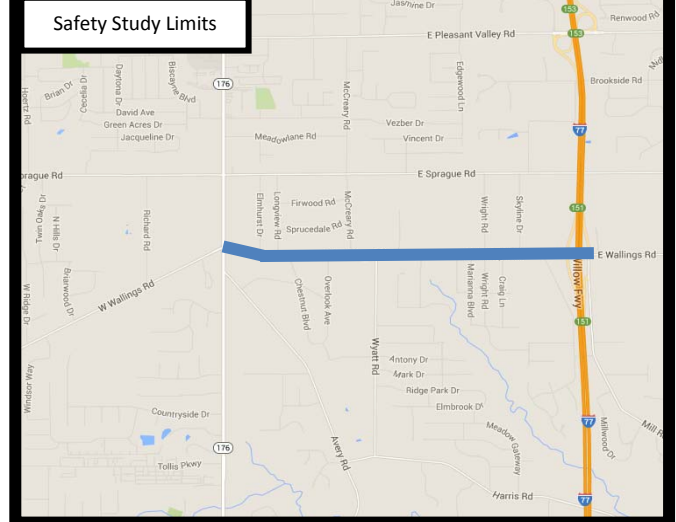 Safety Study Limits
Jasmine Dr
153
Renwood Rd
E Pleasant Valley Rd
153
Brookside Rd
Hoertz Rd
Brian Dr
Daytona Dr
Biscayne Blvd
176
McCreary Rd
Edgewood Ln
David Ave
Green Acres Dr
Jacqueline Dr
Vezber Dr
Vincent Dr
77
Meadowlane Rd
prague Rd
E Sprague Rd
Twin Oaks Dr
N Hills Dr
Richard Rd
Elmhurst Dr
Longview Rd
Firwood Rd
McCreary Rd
Sprucedale Rd
Wright Rd
Skyline Dr
151
E Wallings Rd
Briarwood Dr
W Ridge Dr
W Wallings Rd
Chestnut Blvd
Overlook Ave
Marianna Blvd
Wright Rd
Craig Ln
Willow Fwy
151
Wyatt Rd
Windsor Way
Antony Dr
Mark Dr
Ridge Park Dr
Elmbrook D
Countryside Dr
Meadow Gateway
77
Millwood Dr
Mill R
176
Avery Rd
Tollis Pkwy
Harris Rd
77